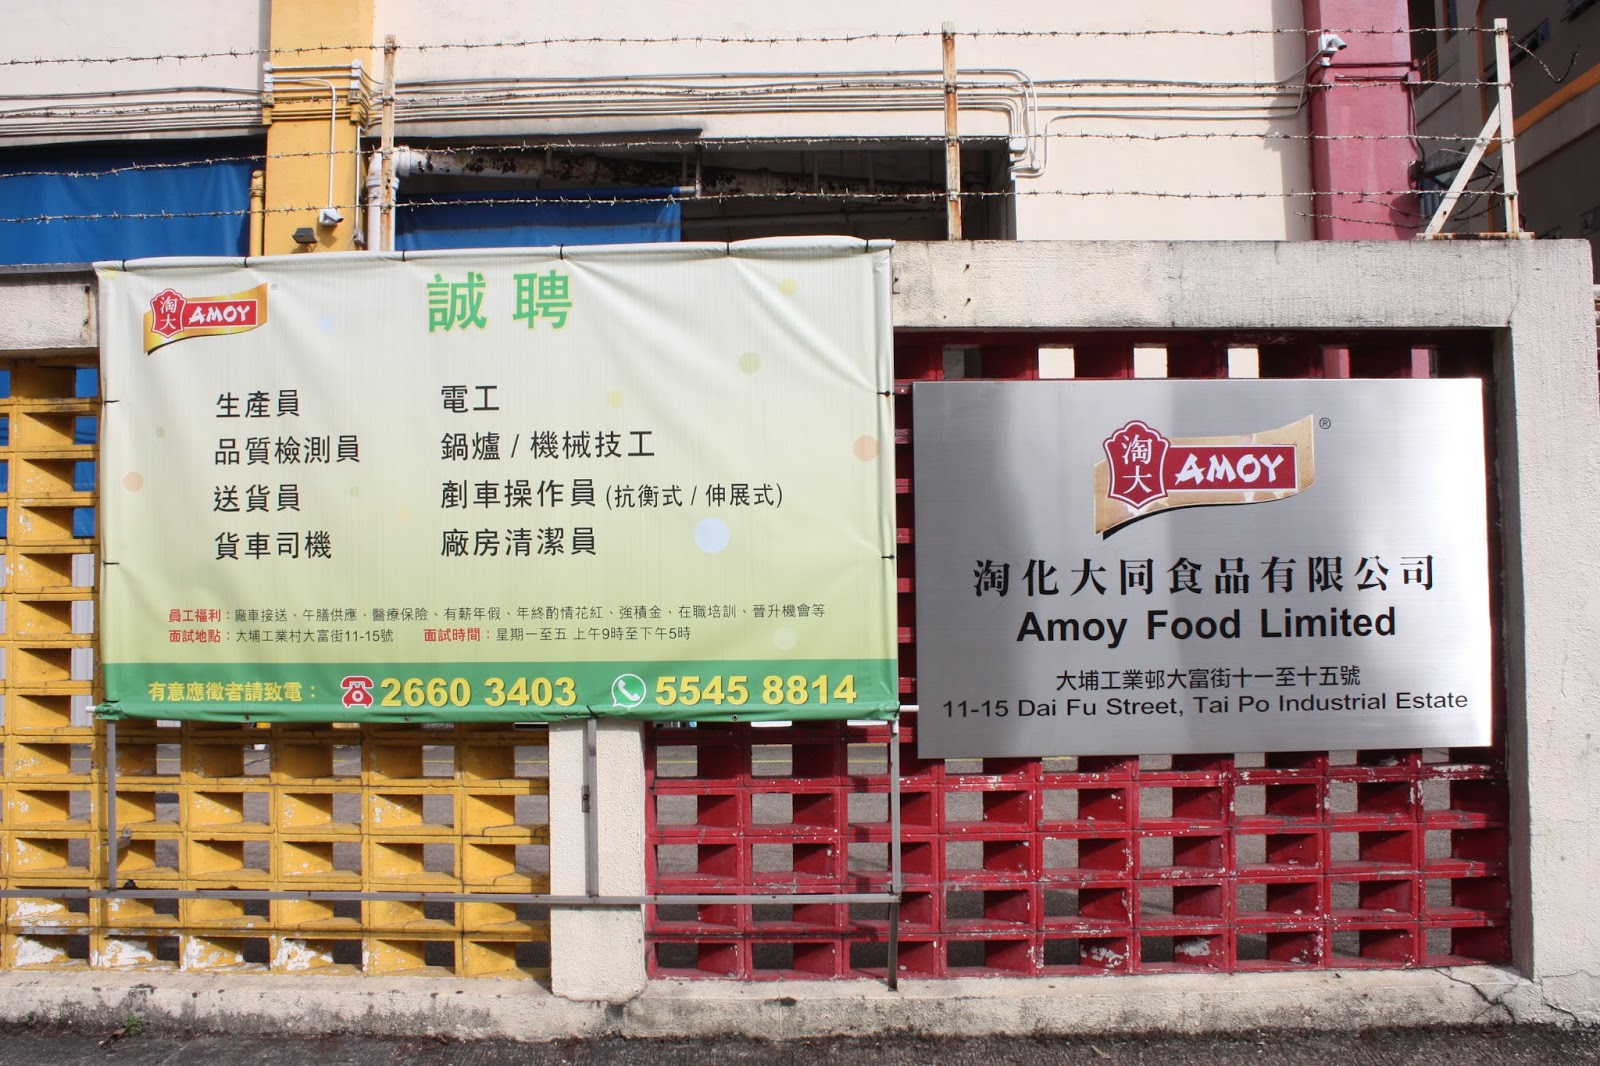 淘大 AMOY ®
誠聘
生產員 電工
品質檢測員 鍋爐 / 機械技工
送貨員 剷車操作員 (抗衡式 / 伸展式)
貨車司機 廠房清潔員
員工福利：廠車接送、午膳供應、醫療保險、有薪年假、年終酌情花紅、強積金、在職培訓、晉升機會等
面試地點：大埔工業村大富街11-15號 面試時間：星期一至五 上午9時至下午5時
有意應徵者請致電： 2660 3403 5545 8814
淘大 AMOY ®
淘化大同食品有限公司
Amoy Food Limited
大埔工業邨大富街十一至十五號
11-15 Dai Fu Street, Tai Po Industrial Estate